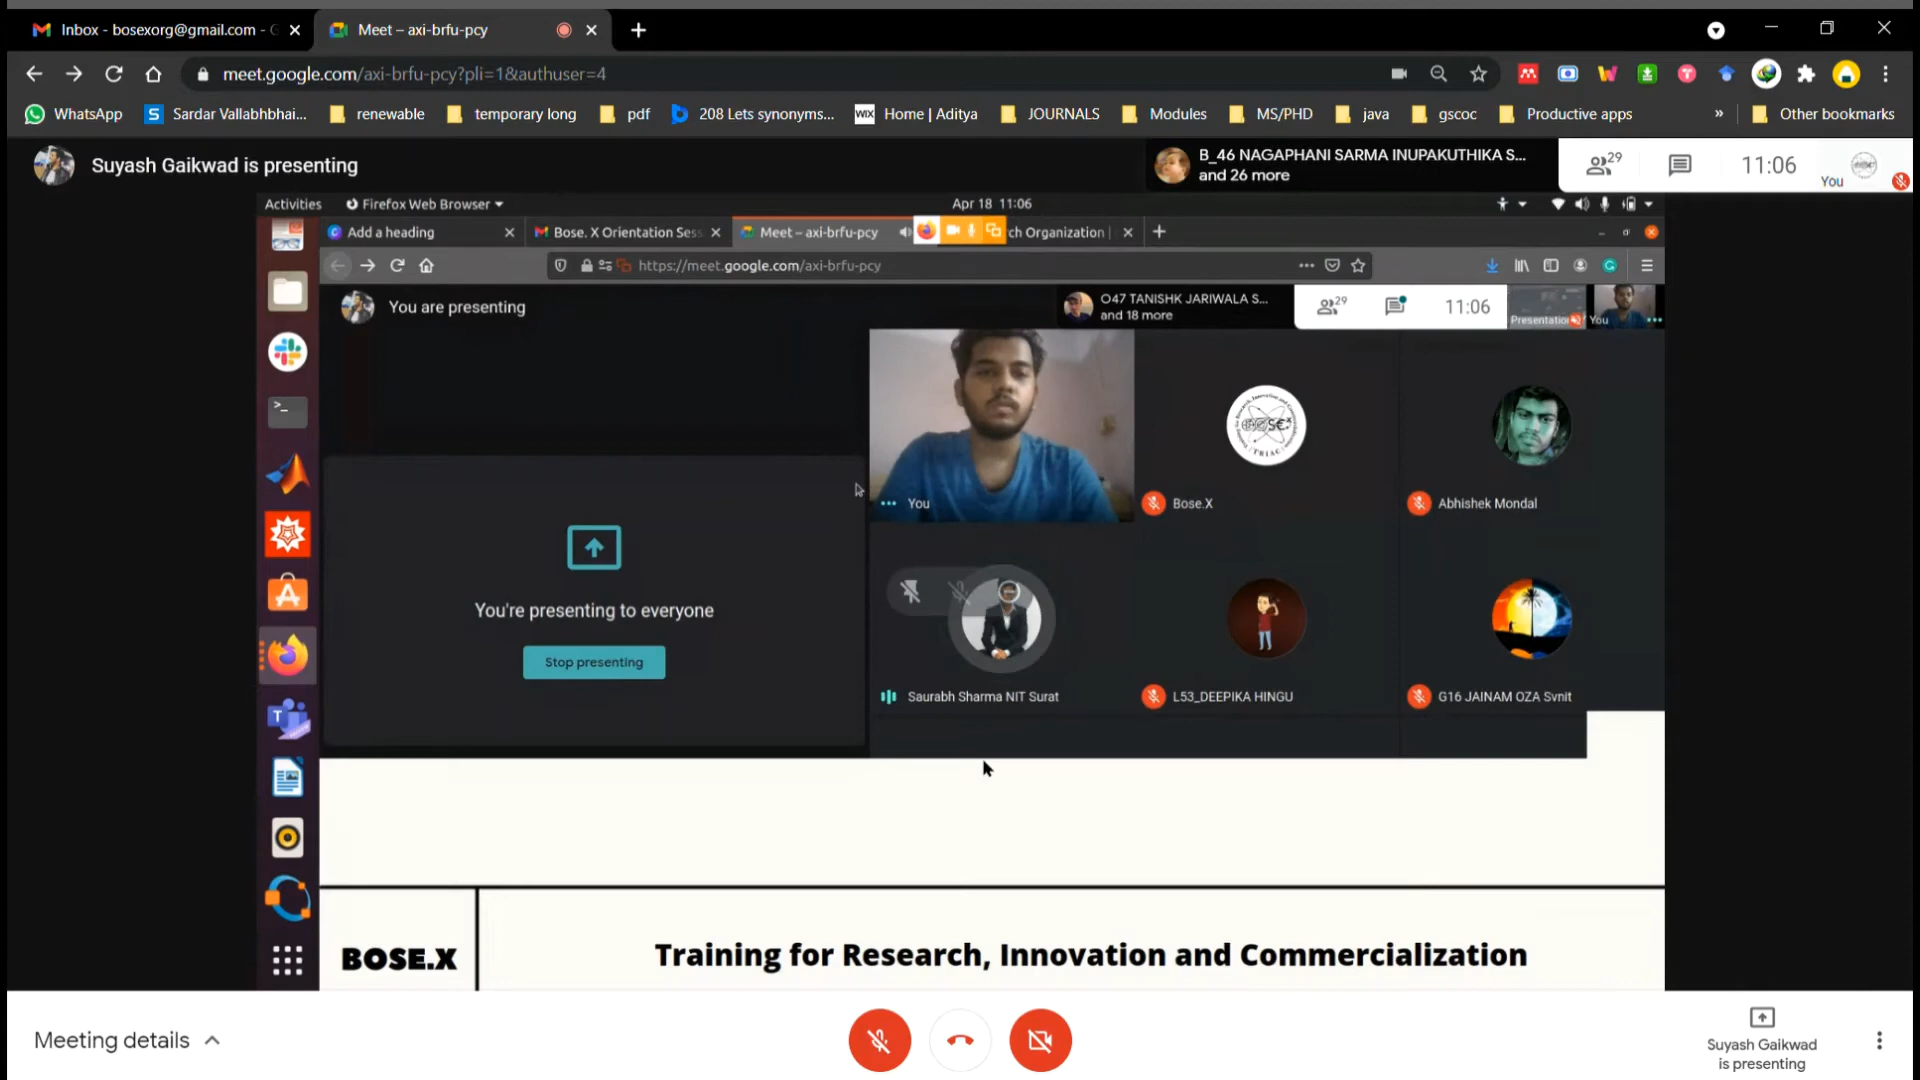 Inbox - bosexorg@gmail.com - G
Meet – axi-brfu-pcy
meet.google.com/axi-brfu-pcy?pli=1&authuser=4
WhatsApp
Sardar Vallabhbhai...
renewable
temporary long
pdf
208 Lets synonyms...
WIX Home | Aditya
JOURNALS
Modules
MS/PHD
java
gscoc
Productive apps
»
Other bookmarks
Suyash Gaikwad is presenting
B_46 NAGAPHANI SARMA INUPAKUTHIKA S...
and 26 more
29
11:06
You
Activities
Firefox Web Browser
Apr 18 11:06
Add a heading
Bose. X Orientation Sess
Meet – axi-brfu-pcy
rch Organization |
https://meet.google.com/axi-brfu-pcy
You are presenting
O47 TANISHK JARIWALA S...
and 18 more
29
11:06
Presentation
You
You
Bose.X
Abhishek Mondal
You're presenting to everyone
Stop presenting
Saurabh Sharma NIT Surat
L53_DEEPIKA HINGU
G16 JAINAM OZA Svnit
BOSE.X
Training for Research, Innovation and Commercialization
Meeting details
Suyash Gaikwad
is presenting